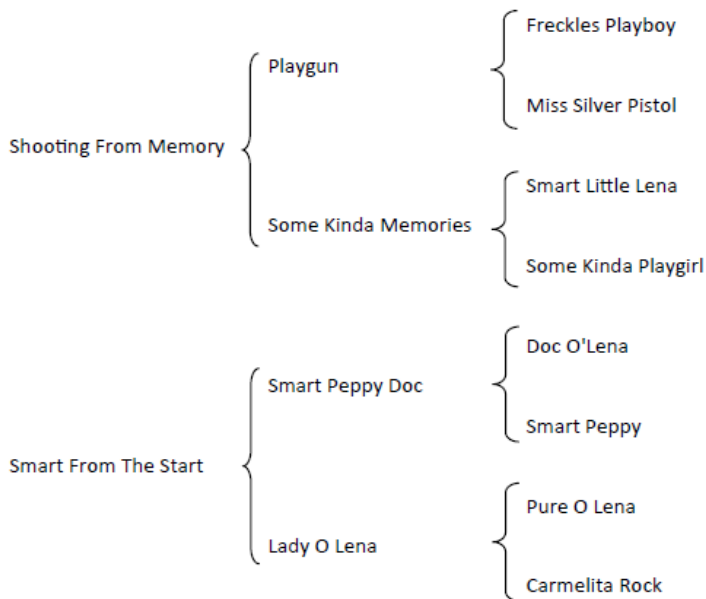 Freckles Playboy
Playgun
Miss Silver Pistol
Shooting From Memory
Smart Little Lena
Some Kinda Memories
Some Kinda Playgirl
Doc O'Lena
Smart Peppy Doc
Smart Peppy
Smart From The Start
Pure O Lena
Lady O Lena
Carmelita Rock